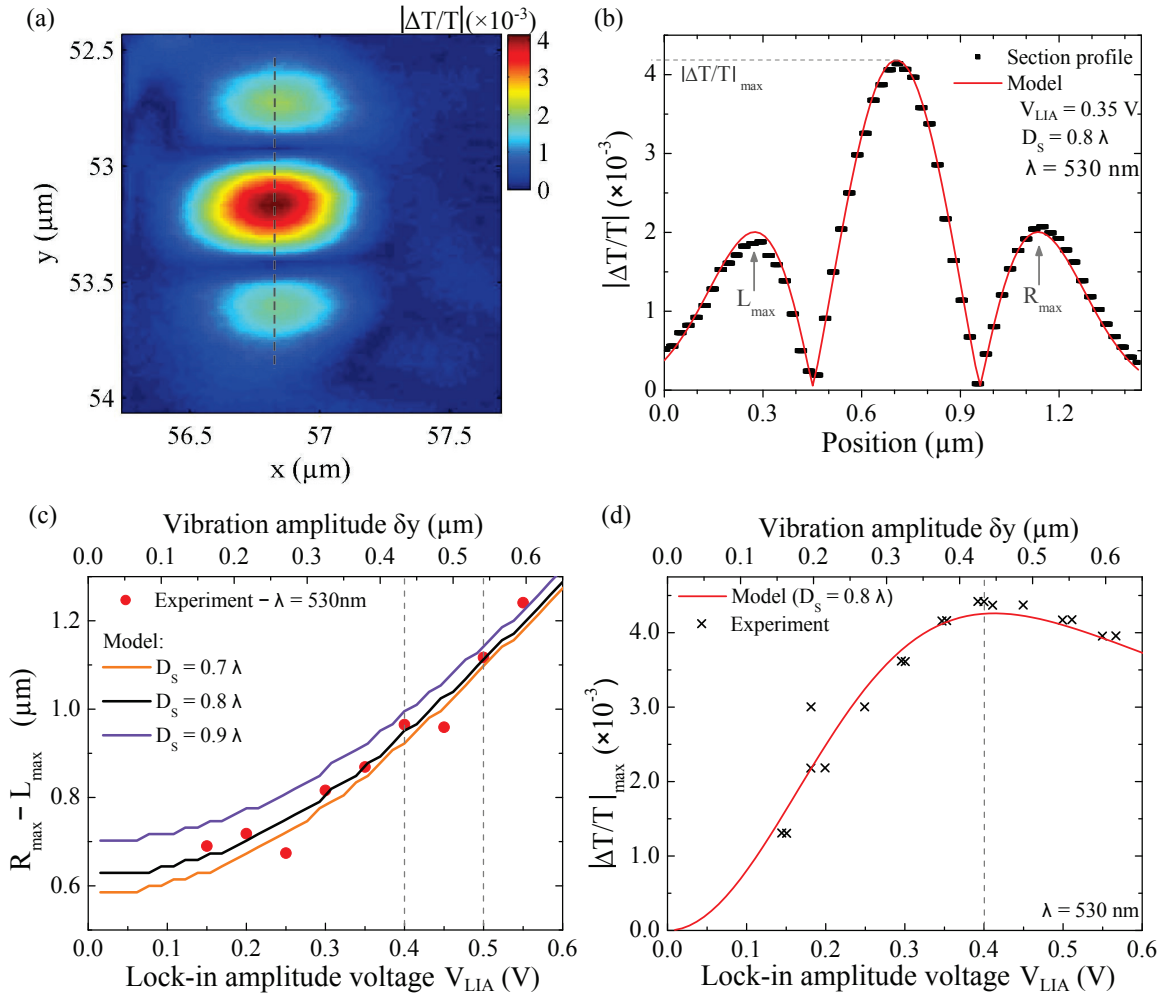 (a)
|ΔT/T| (×10⁻³)
52.5
53
53.5
54
y (µm)
56.5 57 57.5
x (µm)
4
3
2
1
0
(b)
|ΔT/T|max
Section profile
Model
V_LIA = 0.35 V
D_S = 0.8 λ
λ = 530 nm
L_max
R_max
|ΔT/T| (×10⁻³)
4
3
2
1
0
0.0 0.3 0.6 0.9 1.2
Position (µm)
(c)
Vibration amplitude δy (µm)
0.0 0.1 0.2 0.3 0.4 0.5 0.6
Experiment – λ = 530nm
Model:
D_S = 0.7 λ
D_S = 0.8 λ
D_S = 0.9 λ
R_max – L_max (µm)
1.2
1.0
0.8
0.6
0.0 0.1 0.2 0.3 0.4 0.5 0.6
Lock-in amplitude voltage V_LIA (V)
(d)
Vibration amplitude δy (µm)
0.0 0.1 0.2 0.3 0.4 0.5 0.6
Model (D_S = 0.8 λ)
Experiment
|ΔT/T|max (×10⁻³)
4.0
3.0
4.0
1.0
0.0
λ = 530 nm
0.0 0.1 0.2 0.3 0.4 0.5 0.6
Lock-in amplitude voltage V_LIA (V)